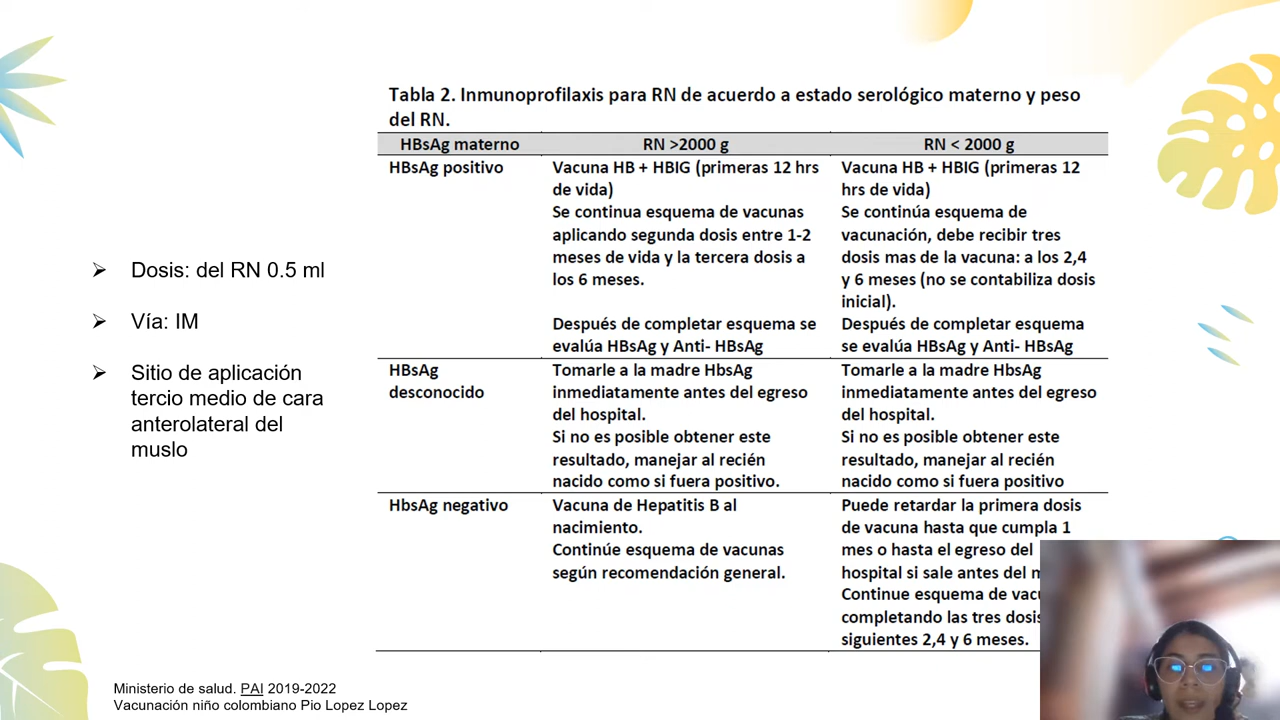 Tabla 2. Inmunoprofilaxis para RN de acuerdo a estado serológico materno y peso
del RN.
HBsAg materno
RN >2000 g
RN < 2000 g
HBsAg positivo
Vacuna HB + HBIG (primeras 12 hrs
de vida)
Se continua esquema de vacunas
aplicando segunda dosis entre 1-2
meses de vida y la tercera dosis a
los 6 meses.
Después de completar esquema se
evalúa HBsAg y Anti- HBsAg
Vacuna HB + HBIG (primeras 12
hrs de vida)
Se continúa esquema de
vacunación, debe recibir tres
dosis mas de la vacuna: a los 2,4
y 6 meses (no se contabiliza dosis
inicial).
Después de completar esquema
se evalúa HBsAg y Anti- HBsAg
HBsAg
desconocido
Tomarle a la madre HbsAg
inmediatamente antes del egreso
del hospital.
Si no es posible obtener este
resultado, manejar al recién
nacido como si fuera positivo.
Tomarle a la madre HbsAg
inmediatamente antes del egreso
del hospital.
Si no es posible obtener este
resultado, manejar al recién
nacido como si fuera positivo
HbsAg negativo
Vacuna de Hepatitis B al
nacimiento.
Continúe esquema de vacunas
según recomendación general.
Puede retardar la primera dosis
de vacuna hasta que cumpla 1
mes o hasta el egreso del
hospital si sale antes del
Continue esquema de
completando las tres
siguientes 2,4 y 6 meses.
Dosis: del RN 0.5 ml
Vía: IM
Sitio de aplicación
tercio medio de cara
anterolateral del
muslo
Ministerio de salud. PAI 2019-2022
Vacunación niño colombiano Pio Lopez Lopez